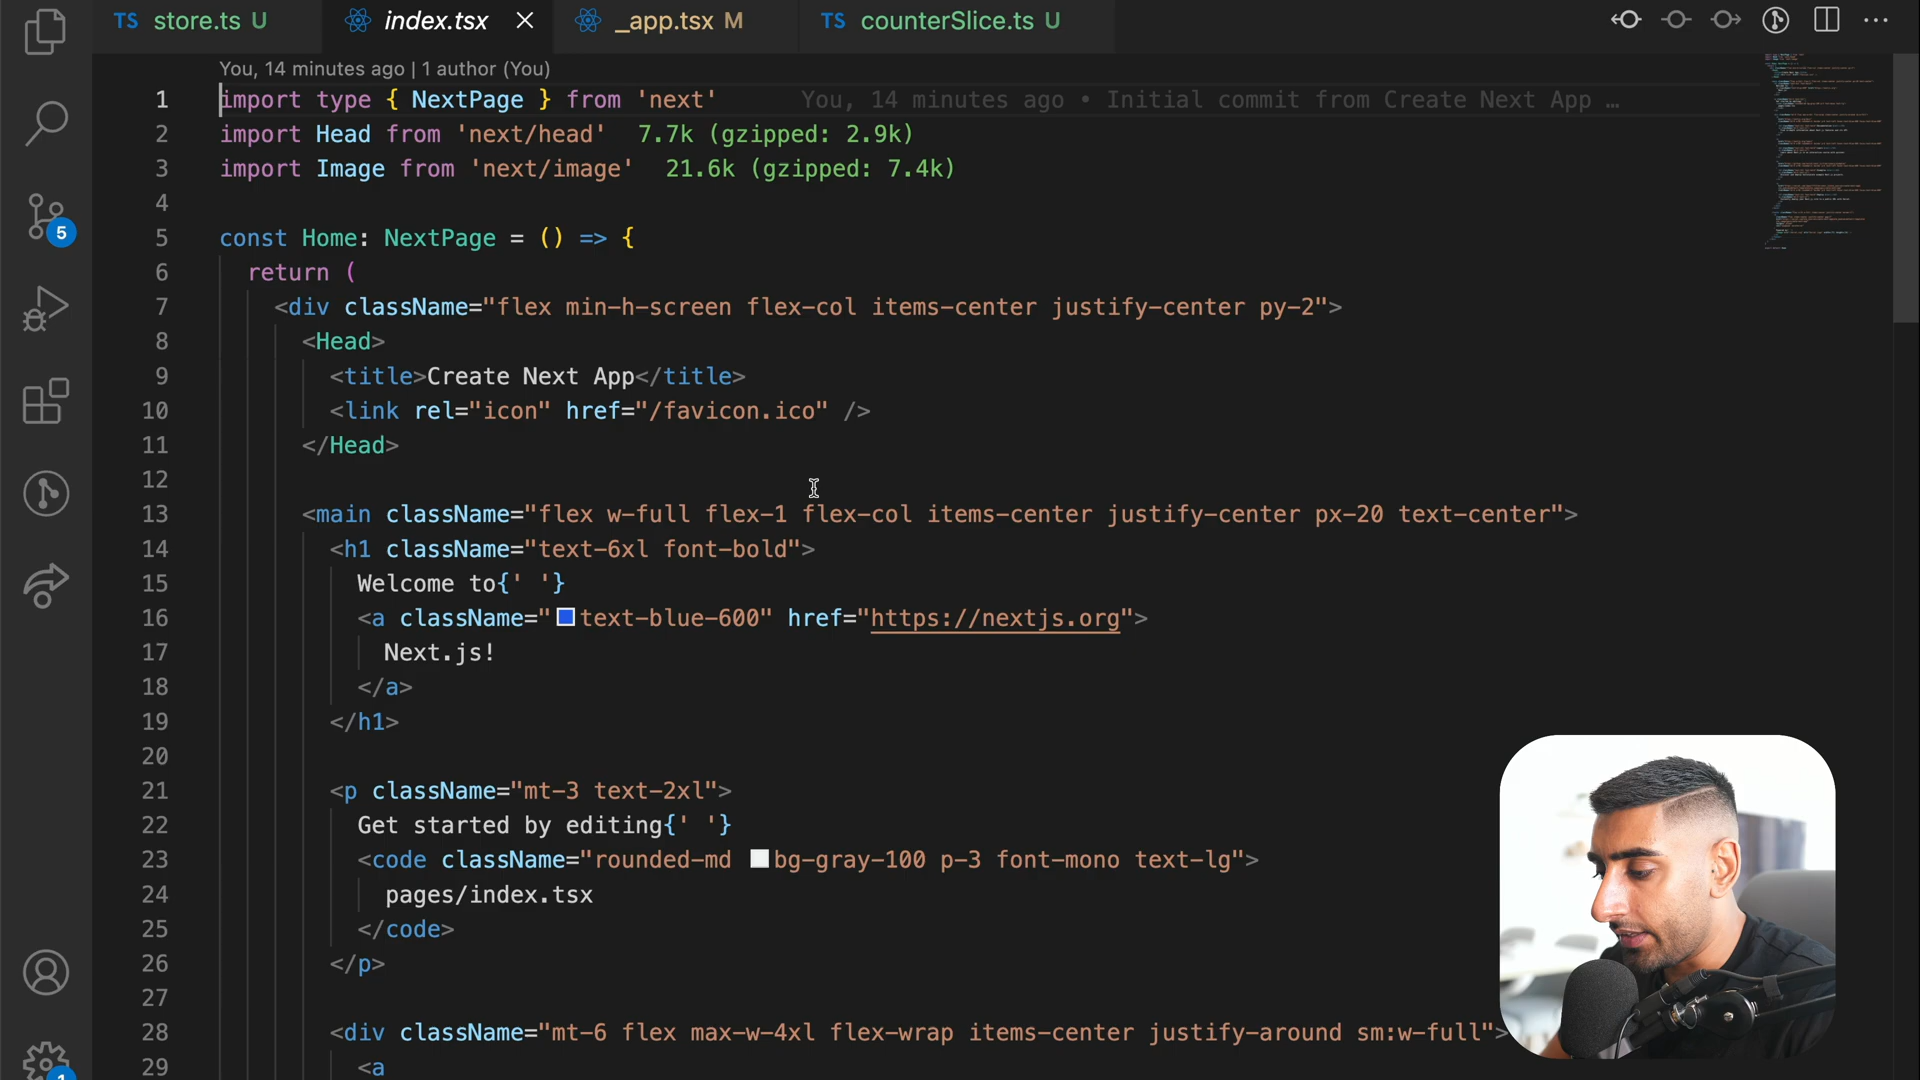 TS store.ts U index.tsx _app.tsx M TS counterSlice.ts U
You, 14 minutes ago | 1 author (You)
1 import type { NextPage } from 'next' You, 14 minutes ago • Initial commit from Create Next App …
2 import Head from 'next/head' 7.7k (gzipped: 2.9k)
3 import Image from 'next/image' 21.6k (gzipped: 7.4k)
4
5 const Home: NextPage = () => {
6 return (
7 <div className="flex min-h-screen flex-col items-center justify-center py-2">
8 <Head>
9 <title>Create Next App</title>
10 <link rel="icon" href="/favicon.ico" />
11 </Head>
12
13 <main className="flex w-full flex-1 flex-col items-center justify-center px-20 text-center">
14 <h1 className="text-6xl font-bold">
15 Welcome to{' '}
16 <a className="text-blue-600" href="https://nextjs.org">
17 Next.js!
18 </a>
19 </h1>
20
21 <p className="mt-3 text-2xl">
22 Get started by editing{' '}
23 <code className="rounded-md bg-gray-100 p-3 font-mono text-lg">
24 pages/index.tsx
25 </code>
26 </p>
27
28 <div className="mt-6 flex max-w-4xl flex-wrap items-center justify-around sm:w-full">
29 <a
5
1